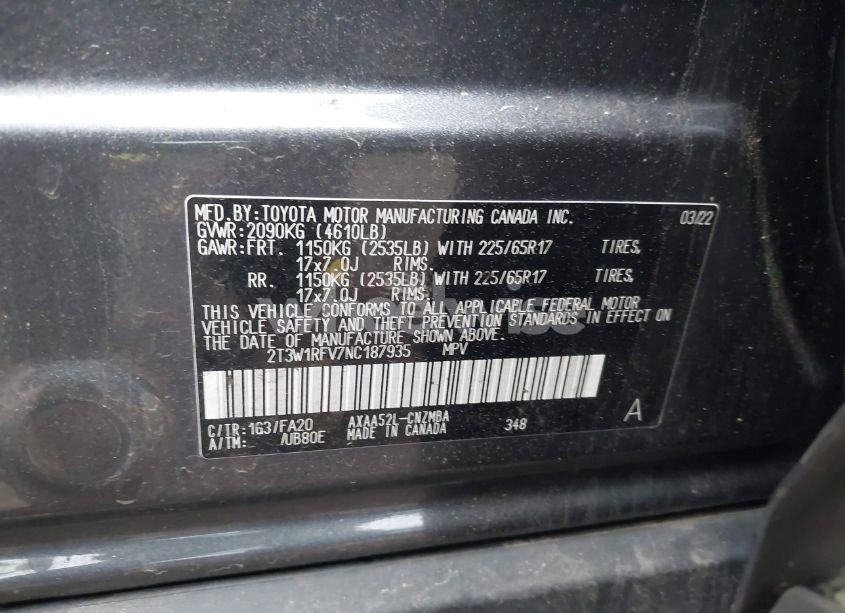 MFD.BY:TOYOTA MOTOR MANUFACTURING CANADA INC. 03/22
GVWR:2090KG (4610LB)
GAWR:FRT. 1150KG (2535LB) WITH 225/65R17 TIRES,
17x7.0J RIMS.
RR. 1150KG (2535LB) WITH 225/65R17 TIRES,
17x7.0J RIMS.
THIS VEHICLE CONFORMS TO ALL APPLICABLE FEDERAL MOTOR
VEHICLE SAFETY AND THEFT PREVENTION STANDARDS IN EFFECT ON
THE DATE OF MANUFACTURE SHOWN ABOVE.
2T3W1RFV7NC187935 MPV
C/TR:1G3/FA20 AXAA52L-CNZMBA 348 A
A/TM: /UB80E MADE IN CANADA